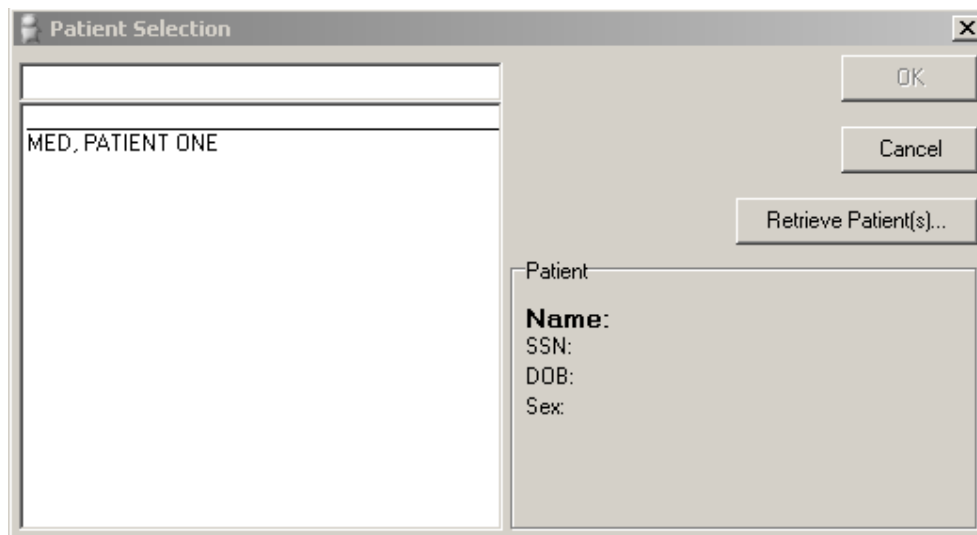 Patient Selection
OK
MED, PATIENT ONE
Cancel
Retrieve Patient(s)...
Patient
Name:
SSN:
DOB:
Sex: